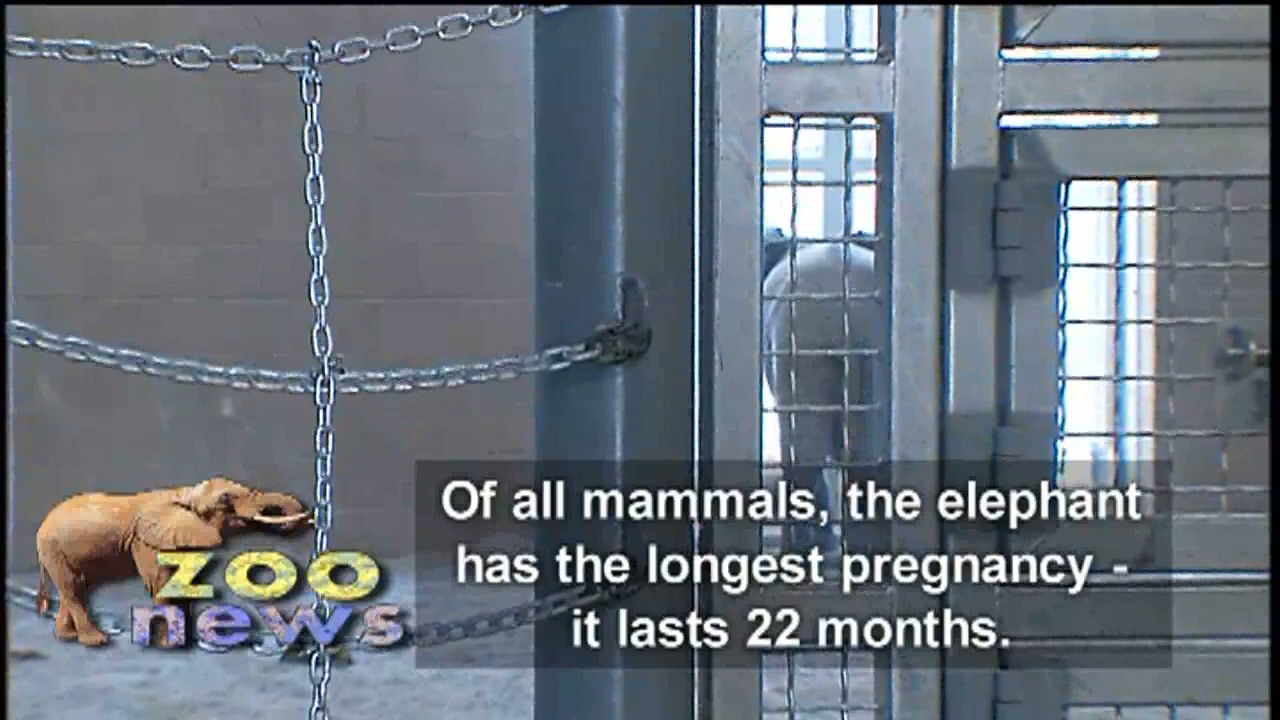 zoo
news
Of all mammals, the elephant
has the longest pregnancy -
it lasts 22 months.